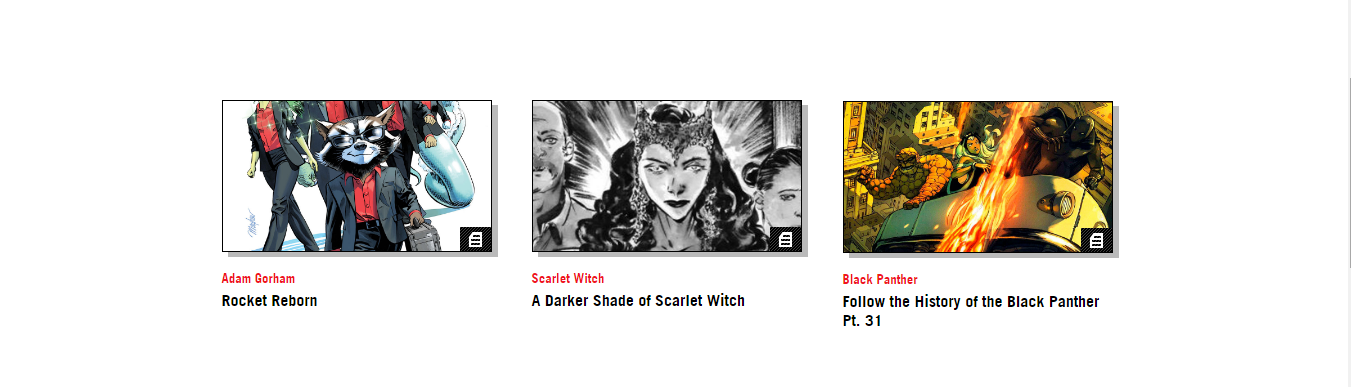 Adam Gorham
Rocket Reborn
Scarlet Witch
A Darker Shade of Scarlet Witch
Black Panther
Follow the History of the Black Panther
Pt. 31